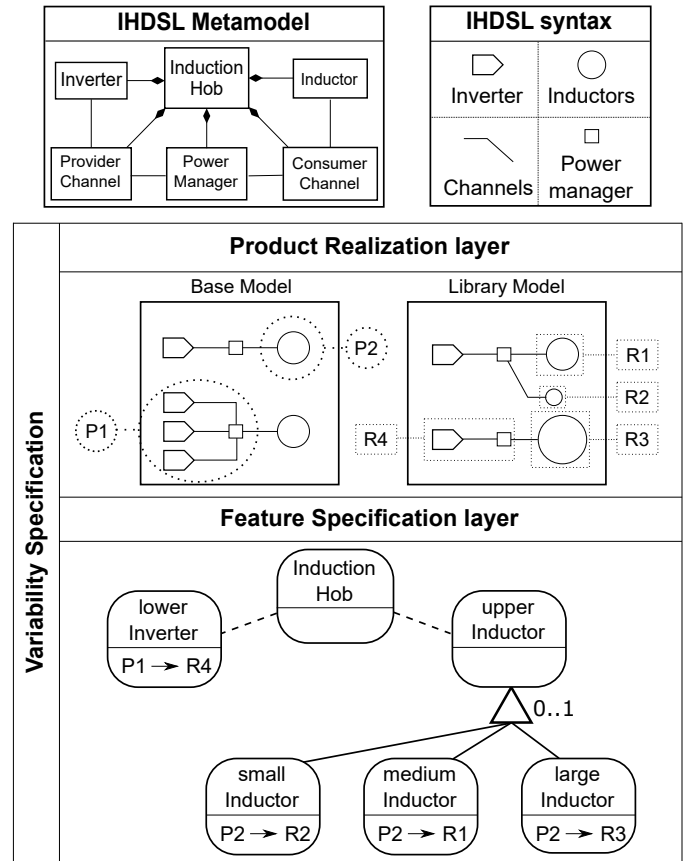 IHDSL Metamodel
Inverter
Induction
Hob
Inductor
Provider
Channel
Power
Manager
Consumer
Channel
IHDSL syntax
Inverter
Inductors
Channels
Power
manager
Variability Specification
Product Realization layer
Base Model
Library Model
P1
P2
R1
R2
R4
R3
Feature Specification layer
Induction
Hob
lower
Inverter
P1 → R4
upper
Inductor
0..1
small
Inductor
P2 → R2
medium
Inductor
P2 → R1
large
Inductor
P2 → R3